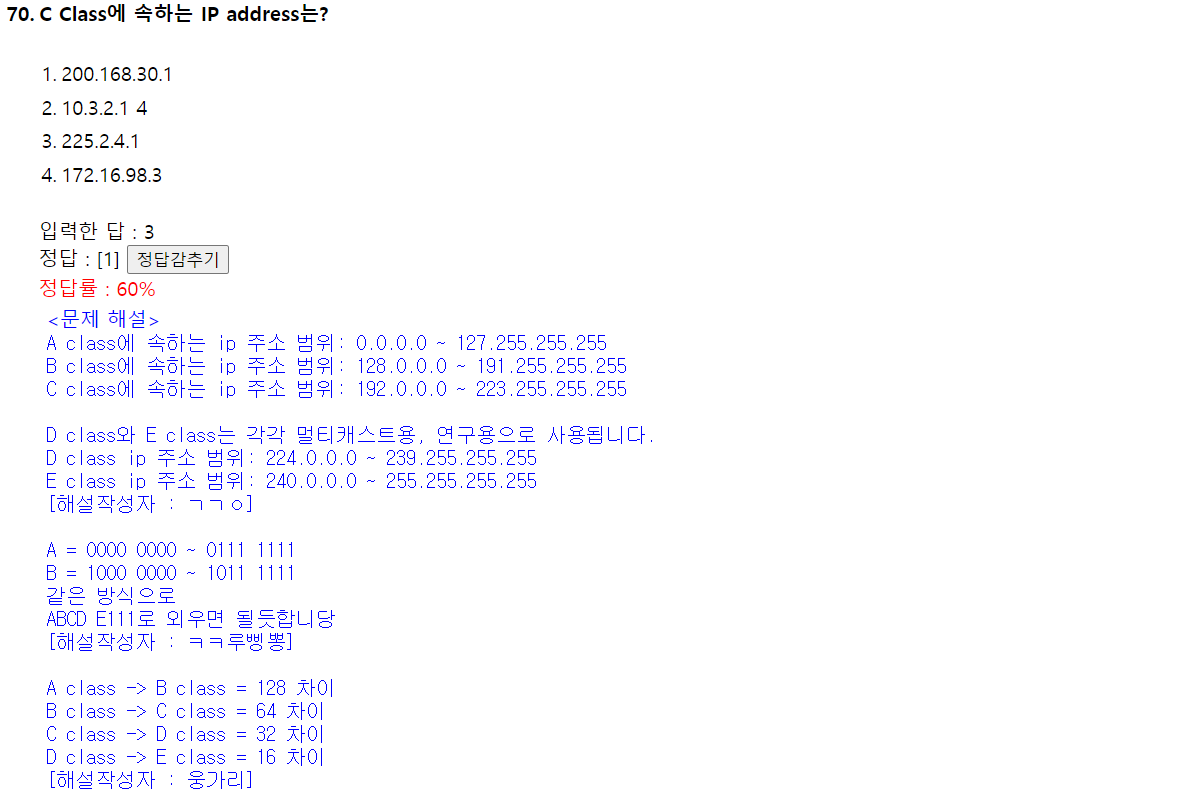 70. C Class에 속하는 IP address는?
1. 200.168.30.1
2. 10.3.2.1 4
3. 225.2.4.1
4. 172.16.98.3
입력한 답 : 3
정답 : [1] 정답감추기
정답률 : 60%
<문제 해설>
A class에 속하는 ip 주소 범위: 0.0.0.0 ~ 127.255.255.255
B class에 속하는 ip 주소 범위: 128.0.0.0 ~ 191.255.255.255
C class에 속하는 ip 주소 범위: 192.0.0.0 ~ 223.255.255.255
D class와 E class는 각각 멀티캐스트용, 연구용으로 사용됩니다.
D class ip 주소 범위: 224.0.0.0 ~ 239.255.255.255
E class ip 주소 범위: 240.0.0.0 ~ 255.255.255.255
[해설작성자 : ㄱㄱㅇ]
A = 0000 0000 ~ 0111 1111
B = 1000 0000 ~ 1011 1111
같은 방식으로
ABCD E111로 외우면 될듯합니당
[해설작성자 : ㅋㅋ루삥뽕]
A class -> B class = 128 차이
B class -> C class = 64 차이
C class -> D class = 32 차이
D class -> E class = 16 차이
[해설작성자 : 웅가리]